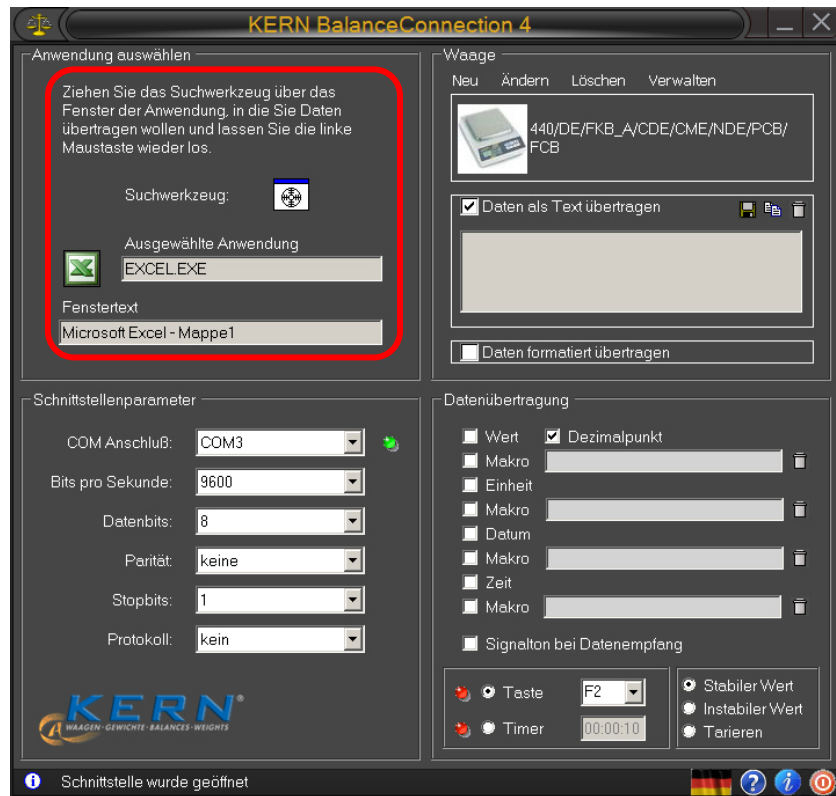 KERN BalanceConnection 4
Anwendung auswählen
Ziehen Sie das Suchwerkzeug über das
Fenster der Anwendung, in die Sie Daten
übertragen wollen und lassen Sie die linke
Maustaste wieder los.
Suchwerkzeug:
Ausgewählte Anwendung
EXCEL.EXE
Fenstertext
Microsoft Excel - Mappe1
Waage
Neu Ändern Löschen Verwalten
440/DE/FKB_A/CDE/CME/NDE/PCB/
FCB
Daten als Text übertragen
Daten formatiert übertragen
Schnittstellenparameter
COM Anschluß: COM3
Bits pro Sekunde: 9600
Datenbits: 8
Parität: keine
Stopbits: 1
Protokoll: kein
KERN
WAAGEN·GEWICHTE·BALANCES·WEIGHTS
Datenübertragung
Wert Dezimalpunkt
Makro
Einheit
Makro
Datum
Makro
Zeit
Makro
Signalton bei Datenempfang
Taste F2
Timer 00:00:10
Stabiler Wert
Instabiler Wert
Tarieren
Schnittstelle wurde geöffnet